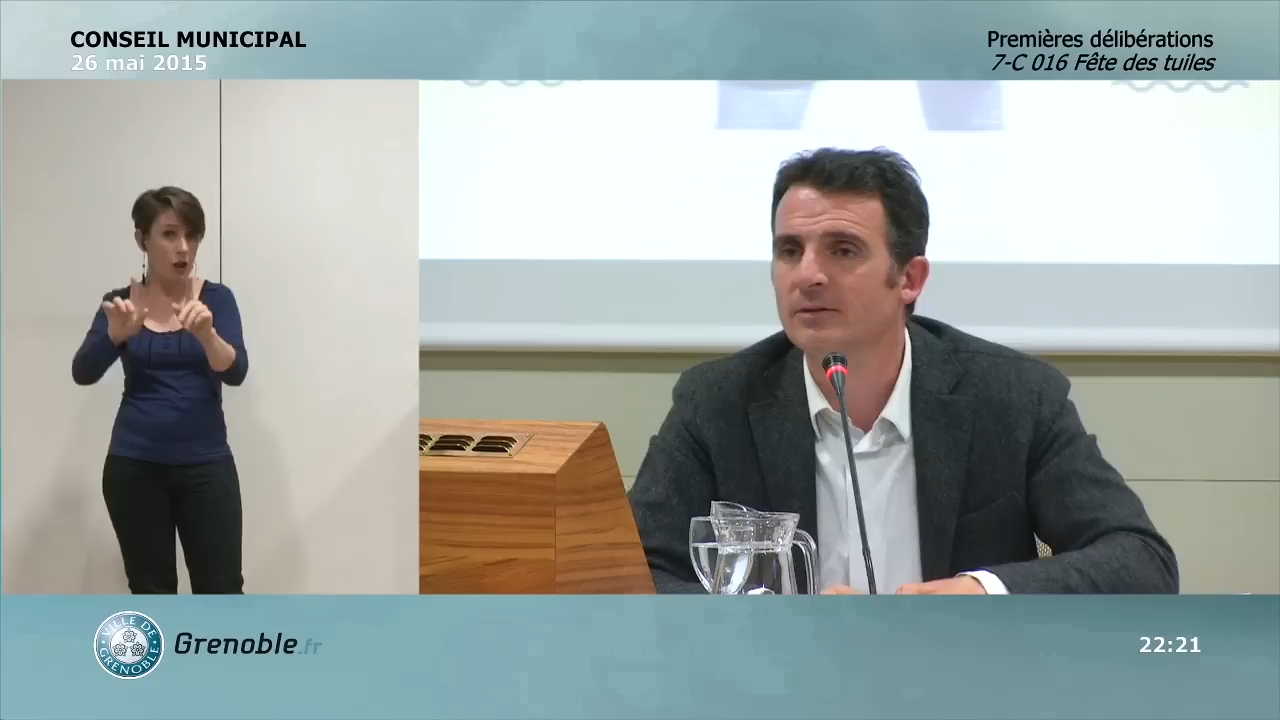 CONSEIL MUNICIPAL
26 mai 2015
Premières délibérations
7-C 016 Fête des tuiles
VILLE DE GRENOBLE
Grenoble.fr
22:21